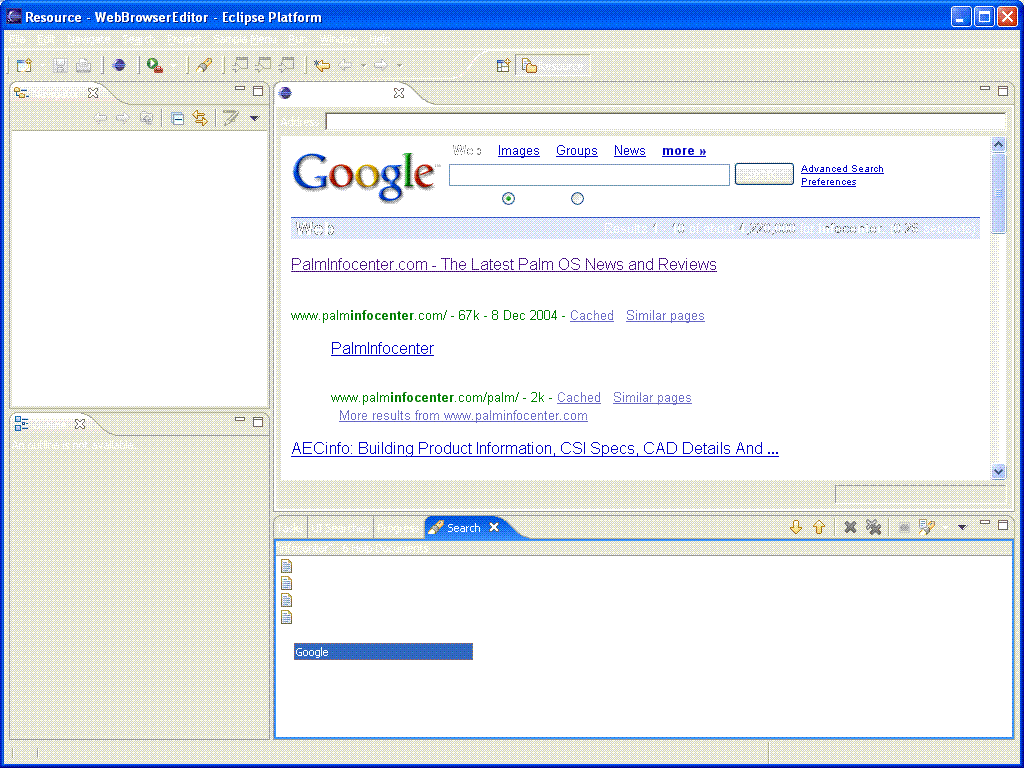 Resource - WebBrowserEditor - Eclipse Platform
File Edit Navigate Search Project Run Window Help
Resource
Address
Google
Web Images Groups News more »
Advanced Search
Preferences
Web Results 1 - 10 of about 4,220,000 for infocenter. (0.26 seconds)
PalmInfocenter.com - The Latest Palm OS News and Reviews
www.palminfocenter.com/ - 67k - 8 Dec 2004 - Cached Similar pages
PalmInfocenter
www.palminfocenter.com/palm/ - 2k - Cached Similar pages
More results from www.palminfocenter.com
AECinfo: Building Product Information, CSI Specs, CAD Details And ...
An outline is not available.
Progress Search
Google